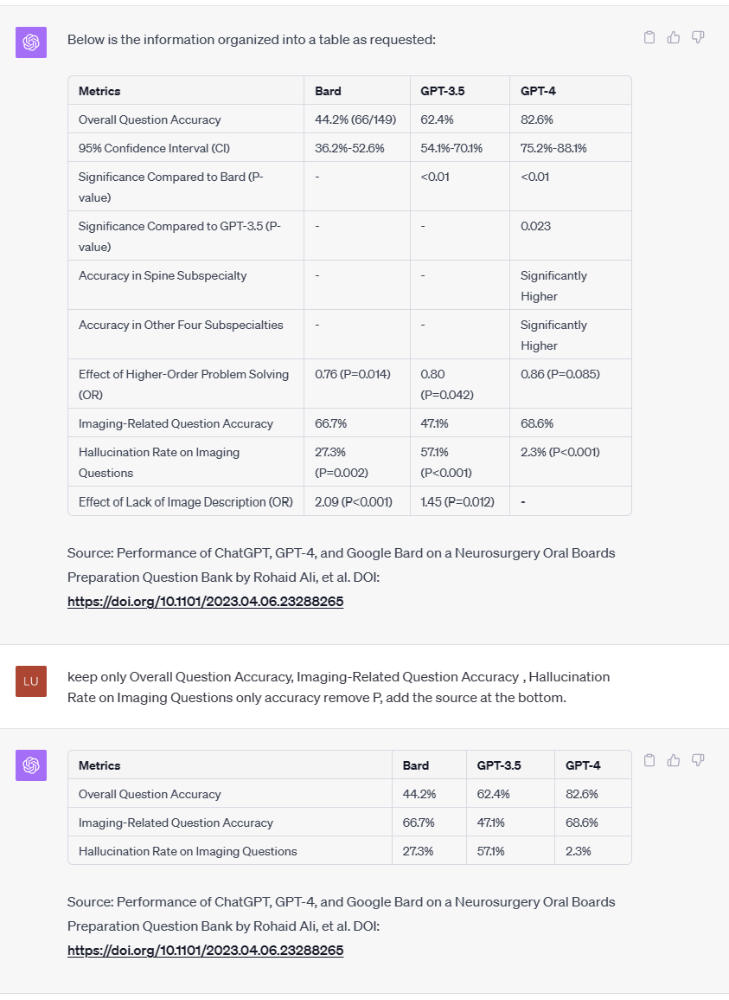 Below is the information organized into a table as requested:
Metrics Bard GPT-3.5 GPT-4
Overall Question Accuracy 44.2% (66/149) 62.4% 82.6%
95% Confidence Interval (CI) 36.2%-52.6% 54.1%-70.1% 75.2%-88.1%
Significance Compared to Bard (P- - <0.01 <0.01
value)
Significance Compared to GPT-3.5 (P- - - 0.023
value)
Accuracy in Spine Subspecialty - - Significantly
Higher
Accuracy in Other Four Subspecialties - - Significantly
Higher
Effect of Higher-Order Problem Solving 0.76 (P=0.014) 0.80 0.86 (P=0.085)
(OR) (P=0.042)
Imaging-Related Question Accuracy 66.7% 47.1% 68.6%
Hallucination Rate on Imaging 27.3% 57.1% 2.3% (P<0.001)
Questions (P=0.002) (P<0.001)
Effect of Lack of Image Description (OR) 2.09 (P<0.001) 1.45 (P=0.012) -
Source: Performance of ChatGPT, GPT-4, and Google Bard on a Neurosurgery Oral Boards
Preparation Question Bank by Rohaid Ali, et al. DOI:
https://doi.org/10.1101/2023.04.06.23288265
LU
keep only Overall Question Accuracy, Imaging-Related Question Accuracy , Hallucination
Rate on Imaging Questions only accuracy remove P, add the source at the bottom.
Metrics Bard GPT-3.5 GPT-4
Overall Question Accuracy 44.2% 62.4% 82.6%
Imaging-Related Question Accuracy 66.7% 47.1% 68.6%
Hallucination Rate on Imaging Questions 27.3% 57.1% 2.3%
Source: Performance of ChatGPT, GPT-4, and Google Bard on a Neurosurgery Oral Boards
Preparation Question Bank by Rohaid Ali, et al. DOI:
https://doi.org/10.1101/2023.04.06.23288265